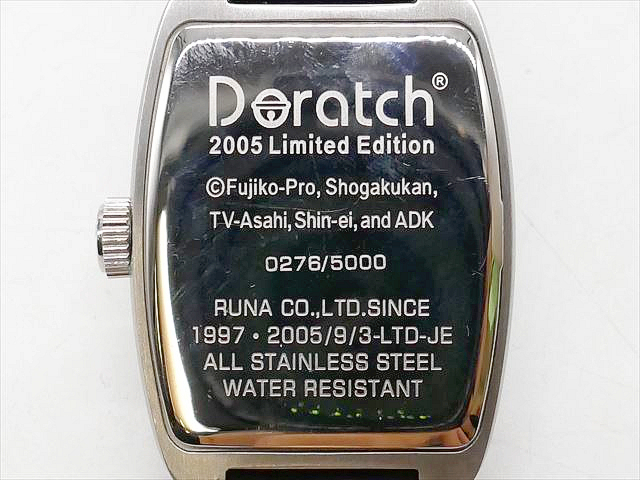 Doratch®
2005 Limited Edition
©Fujiko-Pro, Shogakukan,
TV-Asahi, Shin-ei, and ADK
0276/5000
RUNA CO.,LTD.SINCE
1997・2005/9/3-LTD-JE
ALL STAINLESS STEEL
WATER RESISTANT